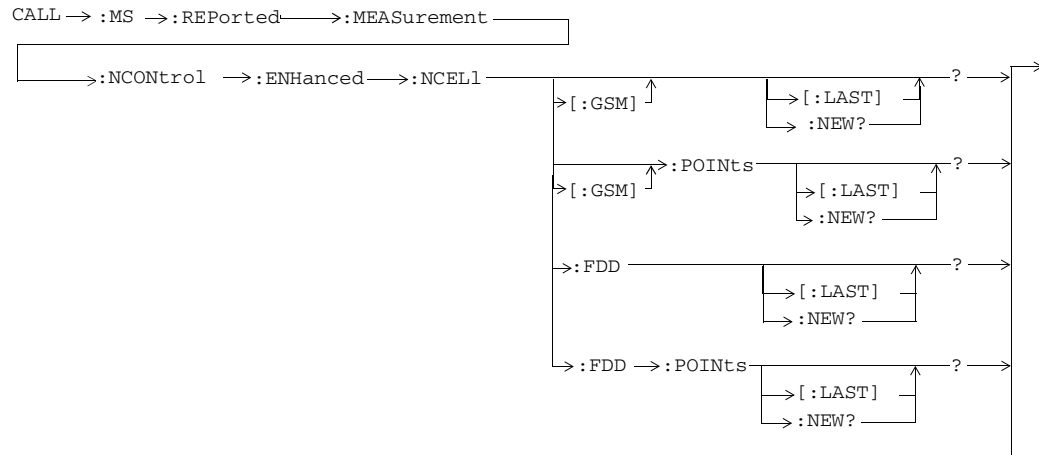 CALL :MS :REPorted :MEASurement
:NCONtrol :ENHanced :NCELl ?
[:GSM] [:LAST]
:NEW?
:POINts ?
[:GSM] [:LAST]
:NEW?
:FDD ?
[:LAST]
:NEW?
:FDD :POINts ?
[:LAST]
:NEW?